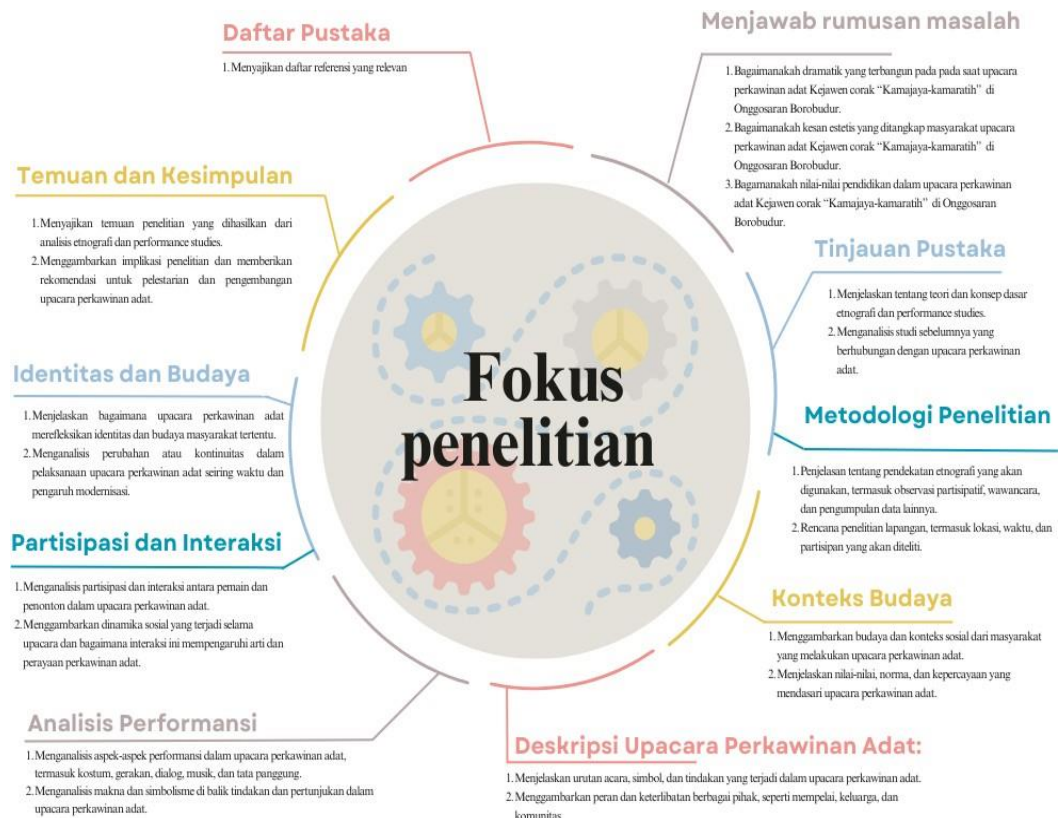 Daftar Pustaka
1. Menyajikan daftar referensi yang relevan
Menjawab rumusan masalah
1. Bagaimanakah dramatik yang terbangun pada pada saat upacara
perkawinan adat Kejawen corak “Kamajaya-kamaratih” di
Onggosaran Borobudur.
2. Bagaimanakah kesan estetis yang ditangkap masyarakat upacara
perkawinan adat Kejawen corak “Kamajaya-kamaratih” di
Onggosaran Borobudur.
3. Bagamanakah nilai-nilai pendidikan dalam upacara perkawinan
adat Kejawen corak “Kamajaya-kamaratih” di Onggosaran
Borobudur.
Temuan dan Kesimpulan
1. Menyajikan temuan penelitian yang dihasilkan dari
analisis etnografi dan performance studies.
2. Menggambarkan implikasi penelitian dan memberikan
rekomendasi untuk pelestarian dan pengembangan
upacara perkawinan adat.
Tinjauan Pustaka
1. Menjelaskan tentang teori dan konsep dasar
etnografi dan performance studies.
2. Menganalisis studi sebelumnya yang
berhubungan dengan upacara perkawinan
adat.
Fokus
penelitian
Identitas dan Budaya
1. Menjelaskan bagaimana upacara perkawinan adat
merefleksikan identitas dan budaya masyarakat tertentu.
2. Menganalisis perubahan atau kontinuitas dalam
pelaksanaan upacara perkawinan adat seiring waktu dan
pengaruh modernisasi.
Metodologi Penelitian
1. Penjelasan tentang pendekatan etnografi yang akan
digunakan, termasuk observasi partisipatif, wawancara,
dan pengumpulan data lainnya.
2. Rencana penelitian lapangan, termasuk lokasi, waktu, dan
partisipan yang akan diteliti.
Partisipasi dan Interaksi
1. Menganalisis partisipasi dan interaksi antara pemain dan
penonton dalam upacara perkawinan adat.
2. Menggambarkan dinamika sosial yang terjadi selama
upacara dan bagaimana interaksi ini mempengaruhi arti dan
perayaan perkawinan adat.
Konteks Budaya
1. Menggambarkan budaya dan konteks sosial dari masyarakat
yang melakukan upacara perkawinan adat.
2. Menjelaskan nilai-nilai, norma, dan kepercayaan yang
mendasari upacara perkawinan adat.
Analisis Performansi
1. Menganalisis aspek-aspek performansi dalam upacara perkawinan adat,
termasuk kostum, gerakan, dialog, musik, dan tata panggung.
2. Menganalisis makna dan simbolisme di balik tindakan dan pertunjukan dalam
upacara perkawinan adat.
Deskripsi Upacara Perkawinan Adat:
1. Menjelaskan urutan acara, simbol, dan tindakan yang terjadi dalam upacara perkawinan adat.
2. Menggambarkan peran dan keterlibatan berbagai pihak, seperti mempelai, keluarga, dan
komunitas